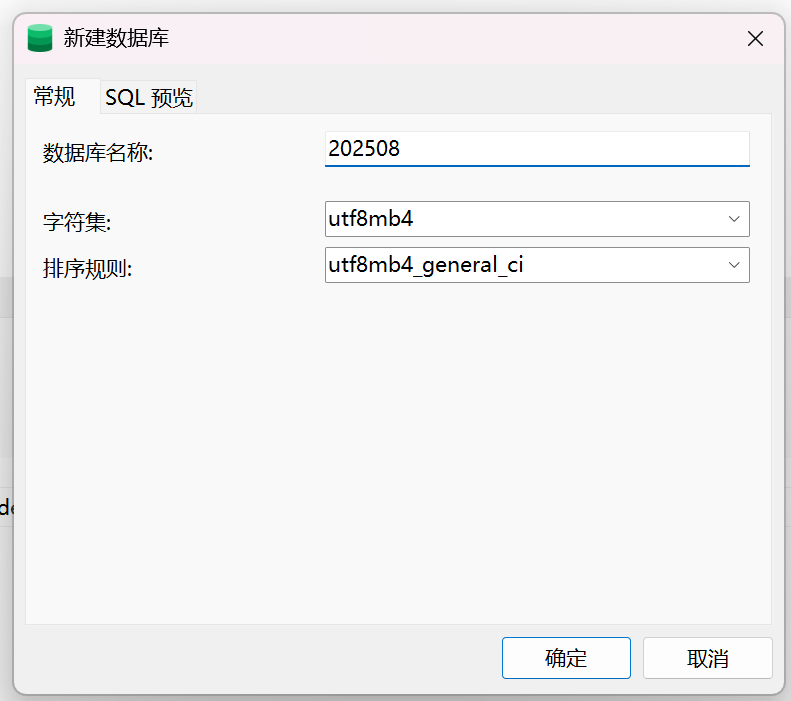 新建数据库
常规 SQL 预览
数据库名称: 202508
字符集: utf8mb4
排序规则: utf8mb4_general_ci
确定 取消